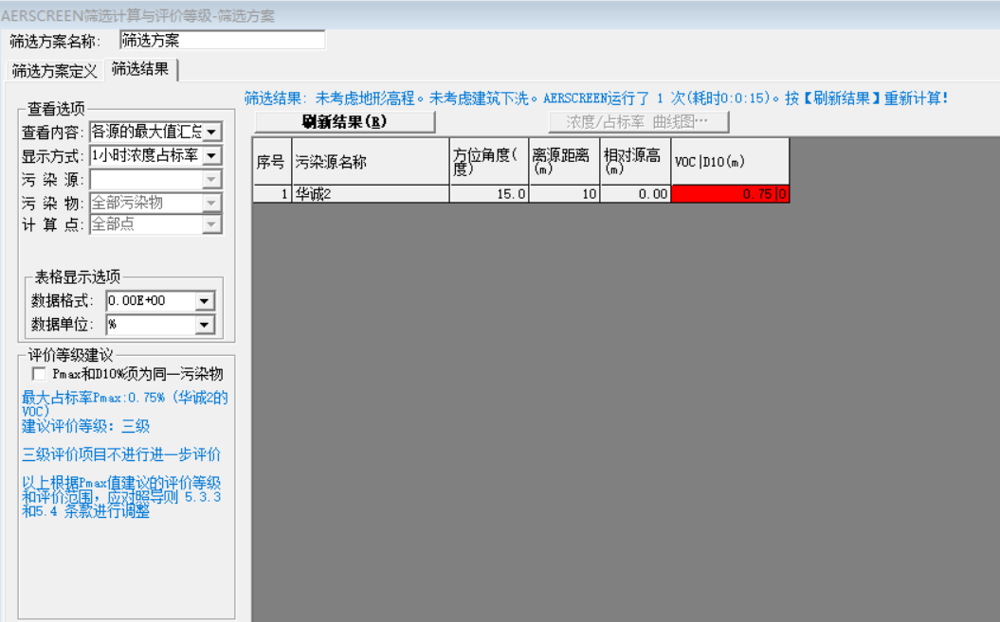 AERSCREEN筛选计算与评价等级-筛选方案
筛选方案名称: 筛选方案
筛选方案定义 筛选结果
筛选结果: 未考虑地形高程。未考虑建筑下洗。AERSCREEN运行了 1 次(耗时0:0:15)。按【刷新结果】重新计算!
刷新结果(R) 浓度/占标率 曲线图…
查看选项
查看内容: 各源的最大值汇总
显示方式: 1小时浓度占标率
污 染 源:
污 染 物: 全部污染物
计 算 点: 全部点
表格显示选项
数据格式: 0.00E+00
数据单位: %
评价等级建议
Pmax和D10%须为同一污染物
最大占标率Pmax:0.75% (华诚2的
VOC)
建议评价等级: 三级
三级评价项目不进行进一步评价
以上根据Pmax值建议的评价等级
和评价范围, 应对照导则 5.3.3
和5.4 条款进行调整
序号 污染源名称 方位角度(度) 离源距离(m) 相对源高(m) VOC|D10(m)
1 华诚2 15.0 10 0.00 0.75|0